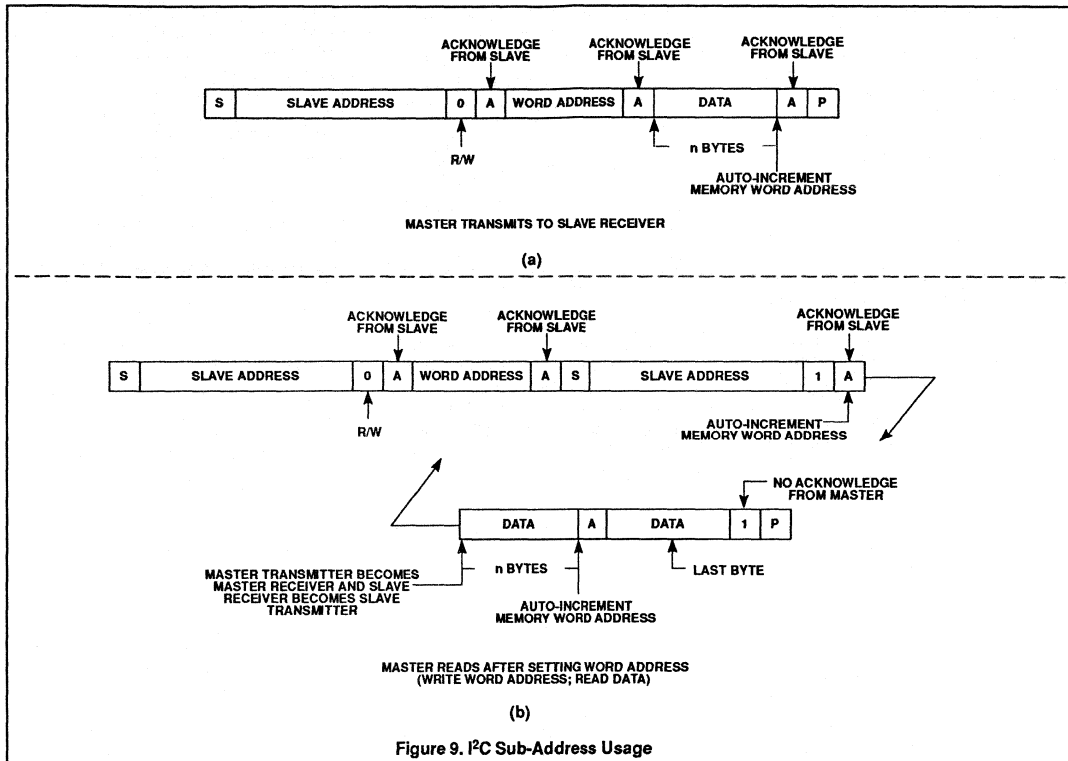 ACKNOWLEDGE
FROM SLAVE
ACKNOWLEDGE
FROM SLAVE
ACKNOWLEDGE
FROM SLAVE
S SLAVE ADDRESS 0 A WORD ADDRESS A DATA A P
R/W
n BYTES
AUTO-INCREMENT
MEMORY WORD ADDRESS
MASTER TRANSMITS TO SLAVE RECEIVER
(a)
ACKNOWLEDGE
FROM SLAVE
ACKNOWLEDGE
FROM SLAVE
ACKNOWLEDGE
FROM SLAVE
S SLAVE ADDRESS 0 A WORD ADDRESS A S SLAVE ADDRESS 1 A
R/W
AUTO-INCREMENT
MEMORY WORD ADDRESS
NO ACKNOWLEDGE
FROM MASTER
DATA A DATA 1 P
MASTER TRANSMITTER BECOMES
MASTER RECEIVER AND SLAVE
RECEIVER BECOMES SLAVE
TRANSMITTER
n BYTES
LAST BYTE
AUTO-INCREMENT
MEMORY WORD ADDRESS
MASTER READS AFTER SETTING WORD ADDRESS
(WRITE WORD ADDRESS; READ DATA)
(b)
Figure 9. I²C Sub-Address Usage